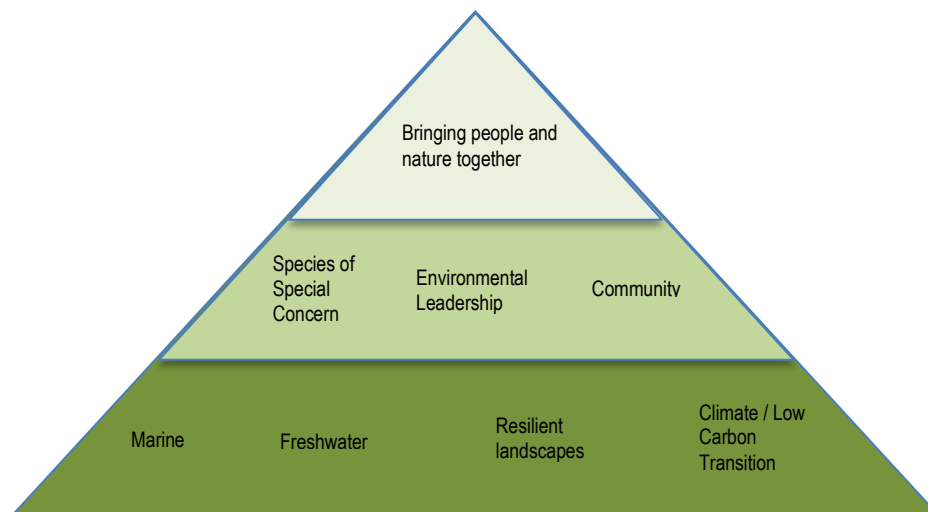 Bringing people and
nature together
Species of
Special
Concern
Environmental
Leadership
Community
Marine
Freshwater
Resilient
landscapes
Climate / Low
Carbon
Transition